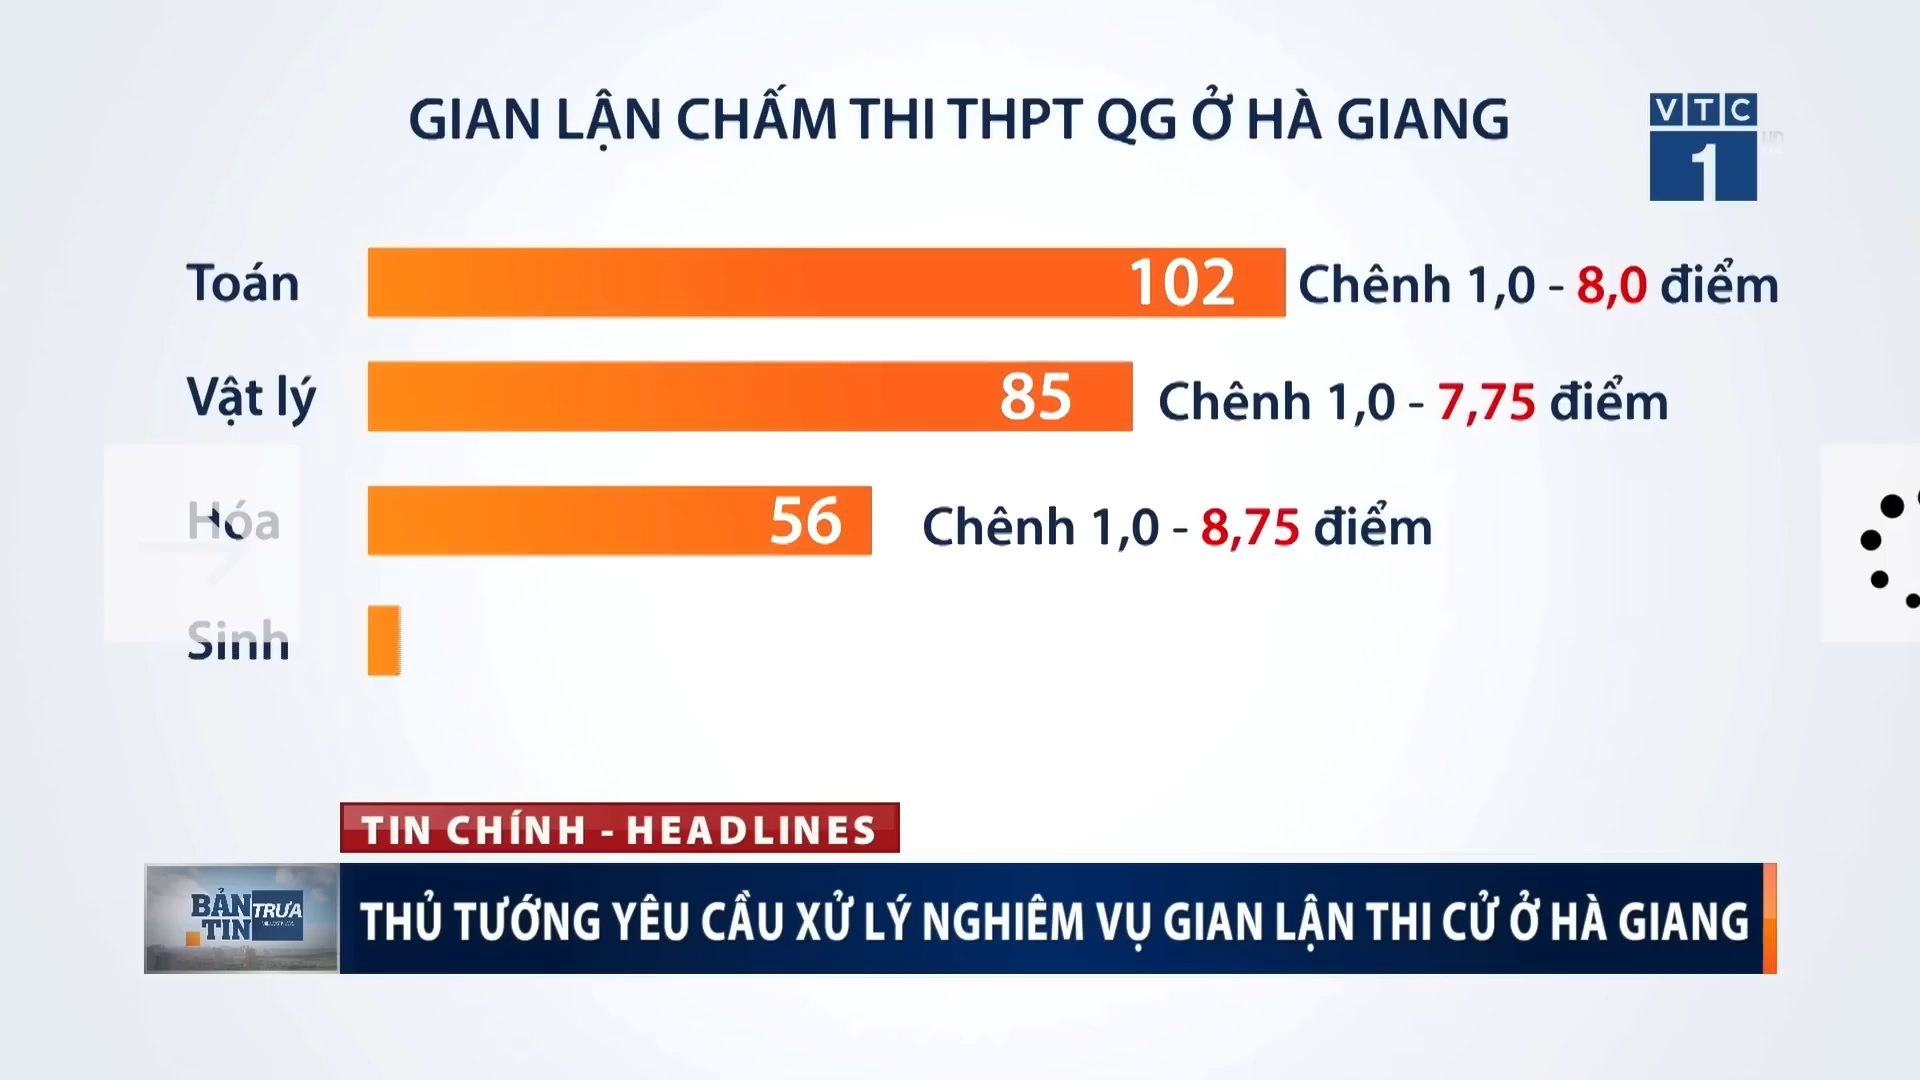 GIAN LẬN CHẤM THI THPT QG Ở HÀ GIANG
VTC
1
Toán 102 Chênh 1,0 - 8,0 điểm
Vật lý 85 Chênh 1,0 - 7,75 điểm
Hóa 56 Chênh 1,0 - 8,75 điểm
Sinh
TIN CHÍNH - HEADLINES
BẢN TIN TRƯA
THỦ TƯỚNG YÊU CẦU XỬ LÝ NGHIÊM VỤ GIAN LẬN THI CỬ Ở HÀ GIANG